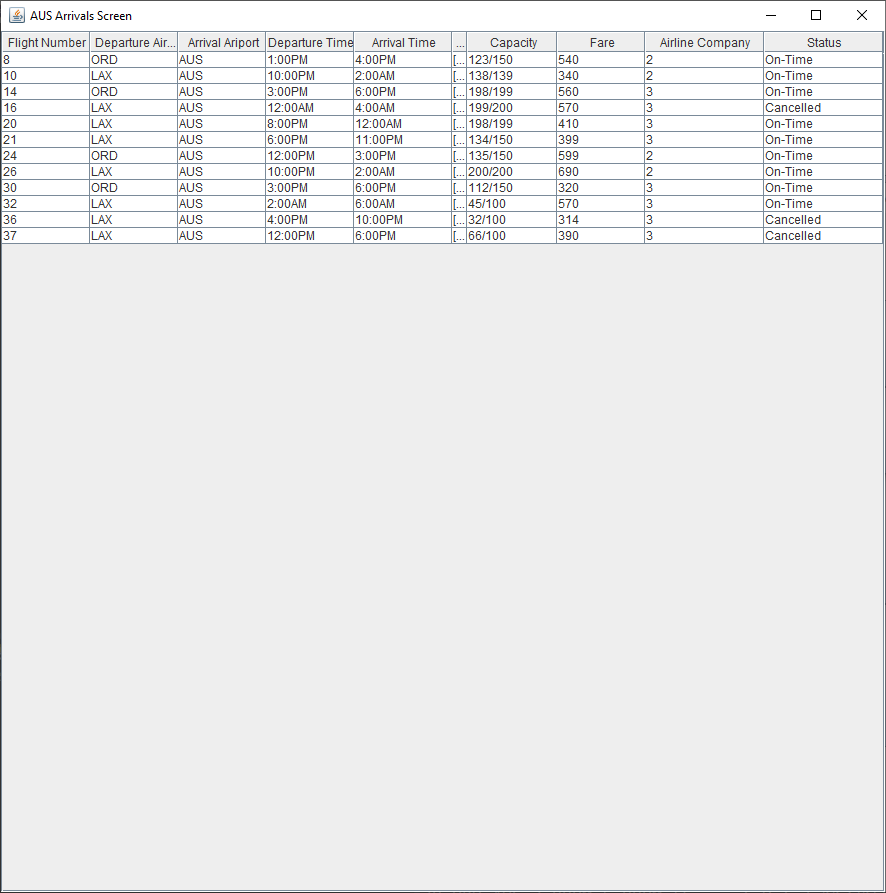 AUS Arrivals Screen
Flight Number Departure Air... Arrival Ariport Departure Time Arrival Time ... Capacity Fare Airline Company Status
8 ORD AUS 1:00PM 4:00PM [... 123/150 540 2 On-Time
10 LAX AUS 10:00PM 2:00AM [... 138/139 340 2 On-Time
14 ORD AUS 3:00PM 6:00PM [... 198/199 560 3 On-Time
16 LAX AUS 12:00AM 4:00AM [... 199/200 570 3 Cancelled
20 LAX AUS 8:00PM 12:00AM [... 198/199 410 3 On-Time
21 LAX AUS 6:00PM 11:00PM [... 134/150 399 3 On-Time
24 ORD AUS 12:00PM 3:00PM [... 135/150 599 2 On-Time
26 LAX AUS 10:00PM 2:00AM [... 200/200 690 2 On-Time
30 ORD AUS 3:00PM 6:00PM [... 112/150 320 3 On-Time
32 LAX AUS 2:00AM 6:00AM [... 45/100 570 3 On-Time
36 LAX AUS 4:00PM 10:00PM [... 32/100 314 3 Cancelled
37 LAX AUS 12:00PM 6:00PM [... 66/100 390 3 Cancelled